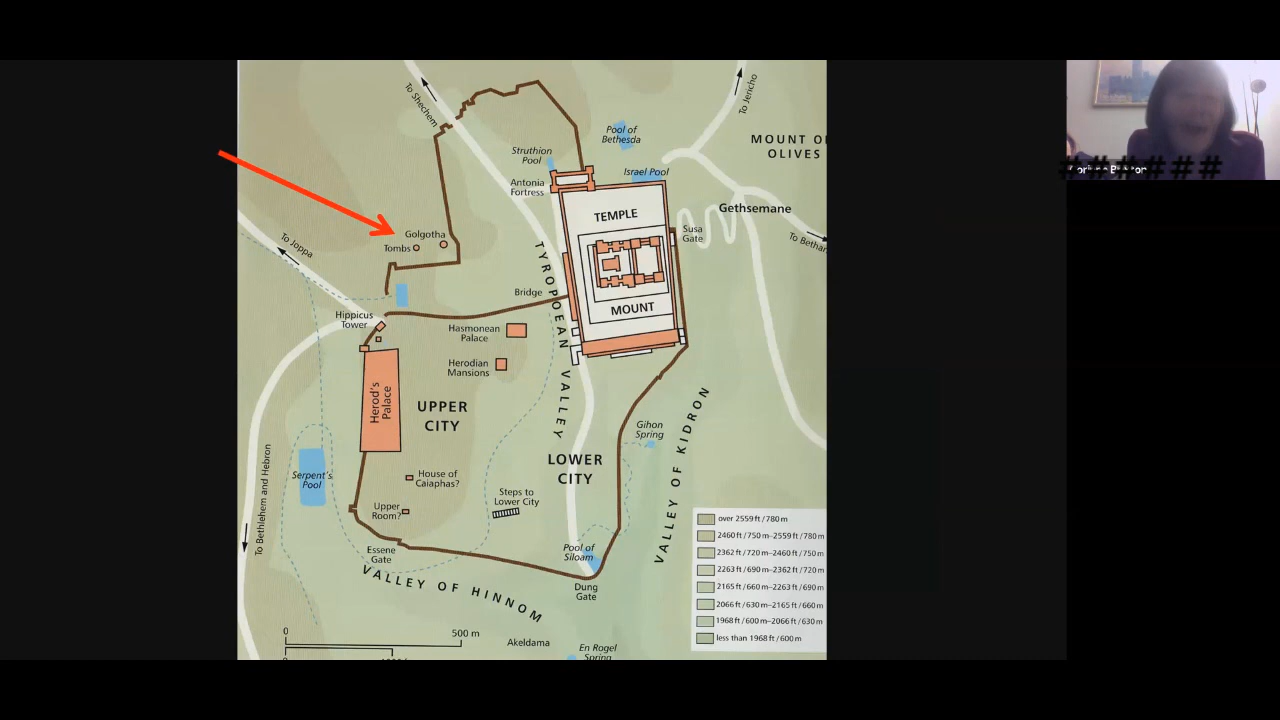 To Shechem
To Jericho
MOUNT O
OLIVES
Pool of
Bethesda
Struthion
Pool
Israel Pool
Antonia
Fortress
TEMPLE
Gethsemane
Susa
Gate
To Bethan
Golgotha
Tombs
To Joppa
TYROPOEAN VALLEY
Bridge
MOUNT
Hippicus
Tower
Hasmonean
Palace
Herodian
Mansions
Herod's
Palace
UPPER
CITY
Gihon
Spring
VALLEY OF KIDRON
LOWER
CITY
To Bethlehem and Hebron
Serpent's
Pool
House of
Caiaphas?
Steps to
Lower City
Upper
Room?
Essene
Gate
Pool of
Siloam
Dung
Gate
VALLEY OF HINNOM
Akeldama
En Rogel
Spring
0
500 m
over 2559 ft / 780 m
2460 ft / 750 m–2559 ft / 780 m
2362 ft / 720 m–2460 ft / 750 m
2263 ft / 690 m–2362 ft / 720 m
2165 ft / 660 m–2263 ft / 690 m
2066 ft / 630 m–2165 ft / 660 m
1968 ft / 600 m–2066 ft / 630 m
less than 1968 ft / 600 m
######